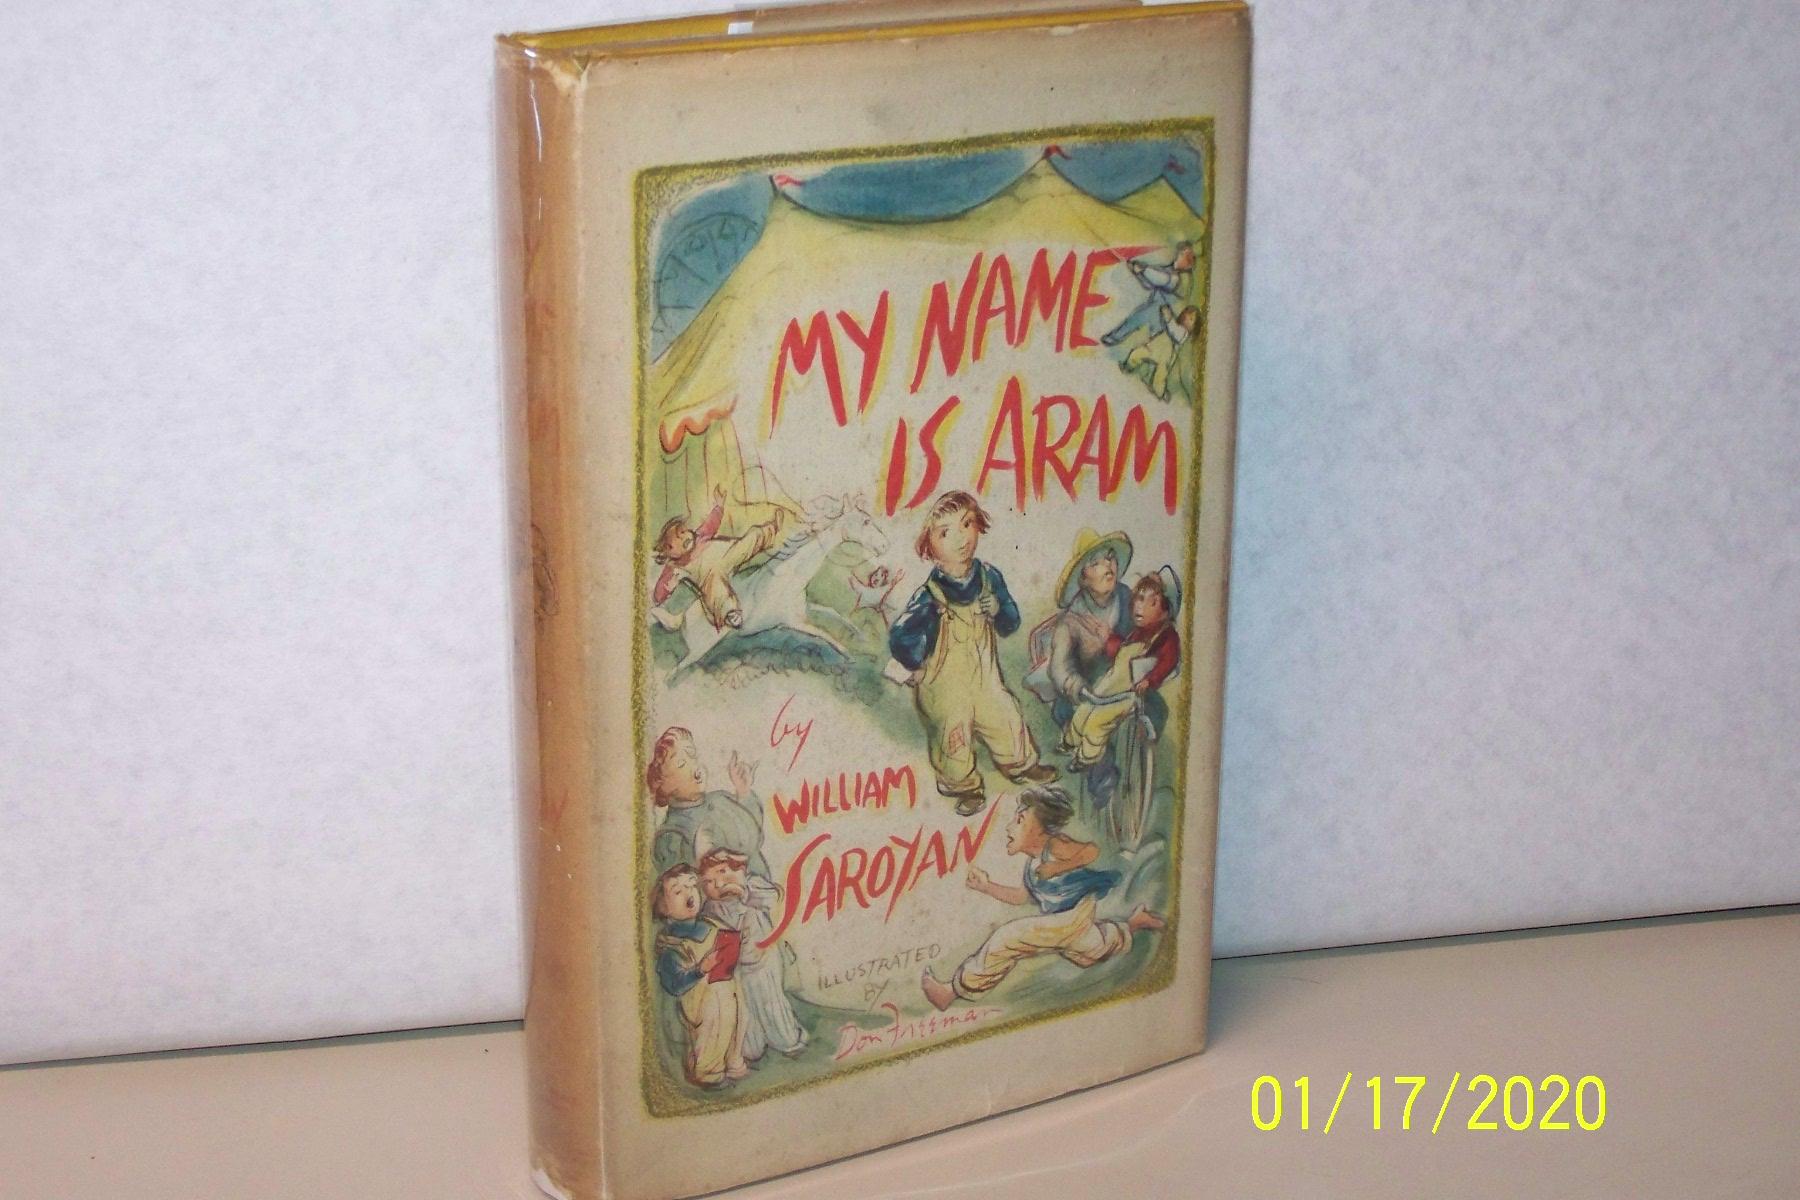 MY NAME
IS ARAM
by
WILLIAM
SAROYAN
ILLUSTRATED
BY
Don Freeman
01/17/2020